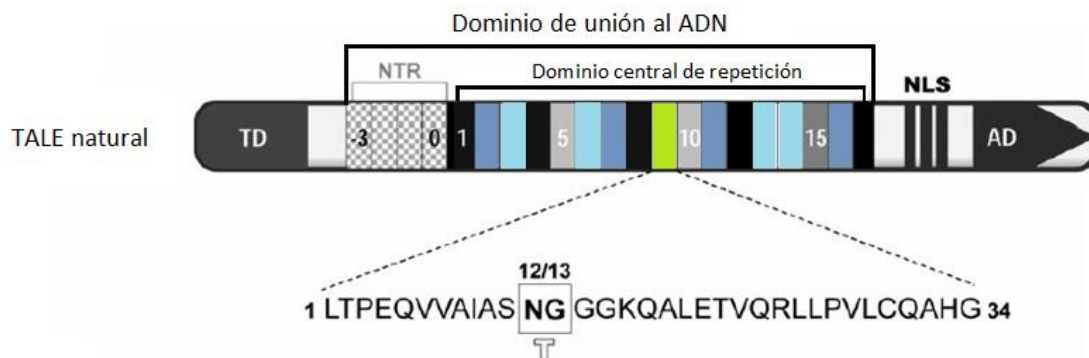 Dominio de unión al ADN
NTR
Dominio central de repetición
NLS
TALE natural
TD
-3 0 1 5 10 15
AD
12/13
1 LTPEQVVAIAS NG GGKQALETVQRLLPVLCQAHG 34
T